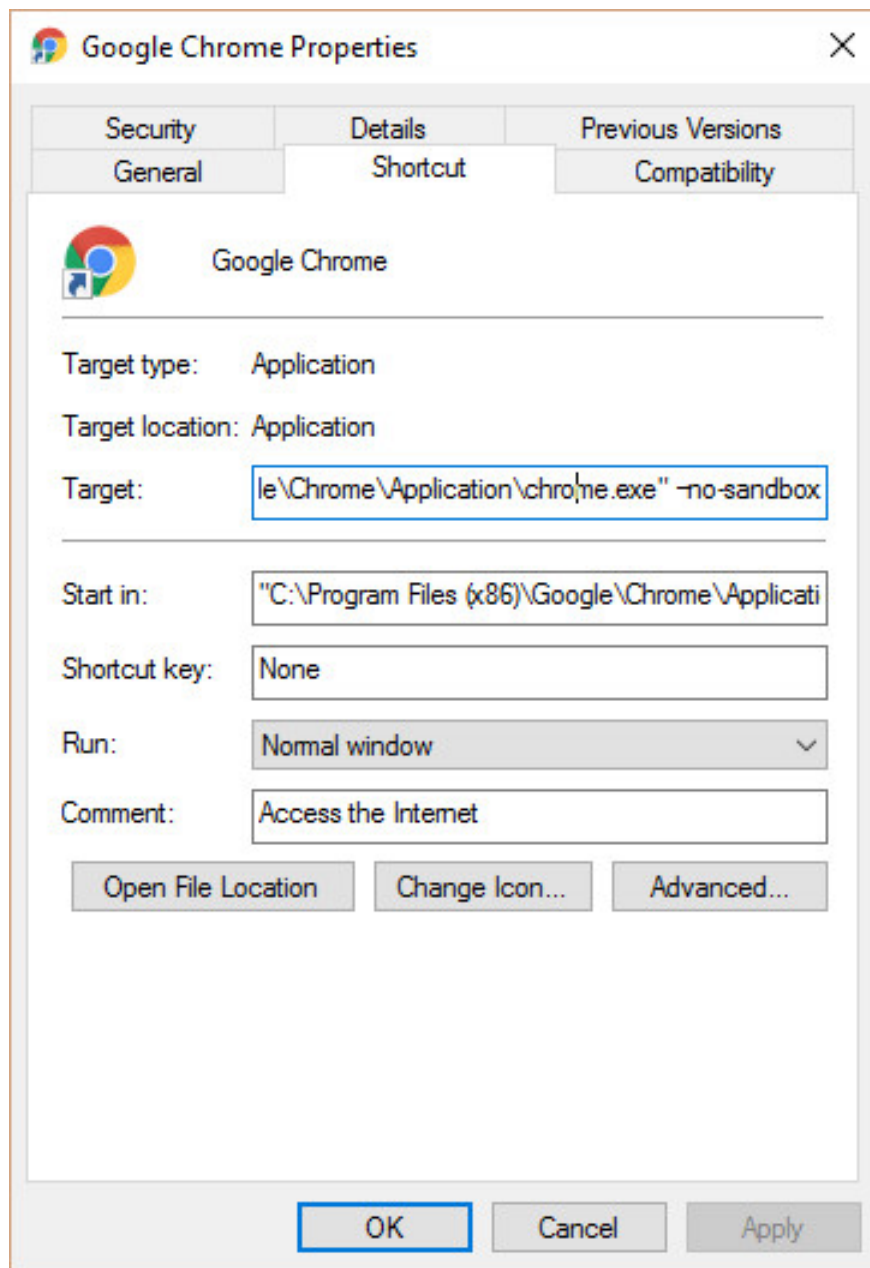 Google Chrome Properties
Security Details Previous Versions
General Shortcut Compatibility
Google Chrome
Target type: Application
Target location: Application
Target: le\Chrome\Application\chrome.exe" –no-sandbox
Start in: "C:\Program Files (x86)\Google\Chrome\Applicati
Shortcut key: None
Run: Normal window
Comment: Access the Internet
Open File Location Change Icon... Advanced...
OK Cancel Apply